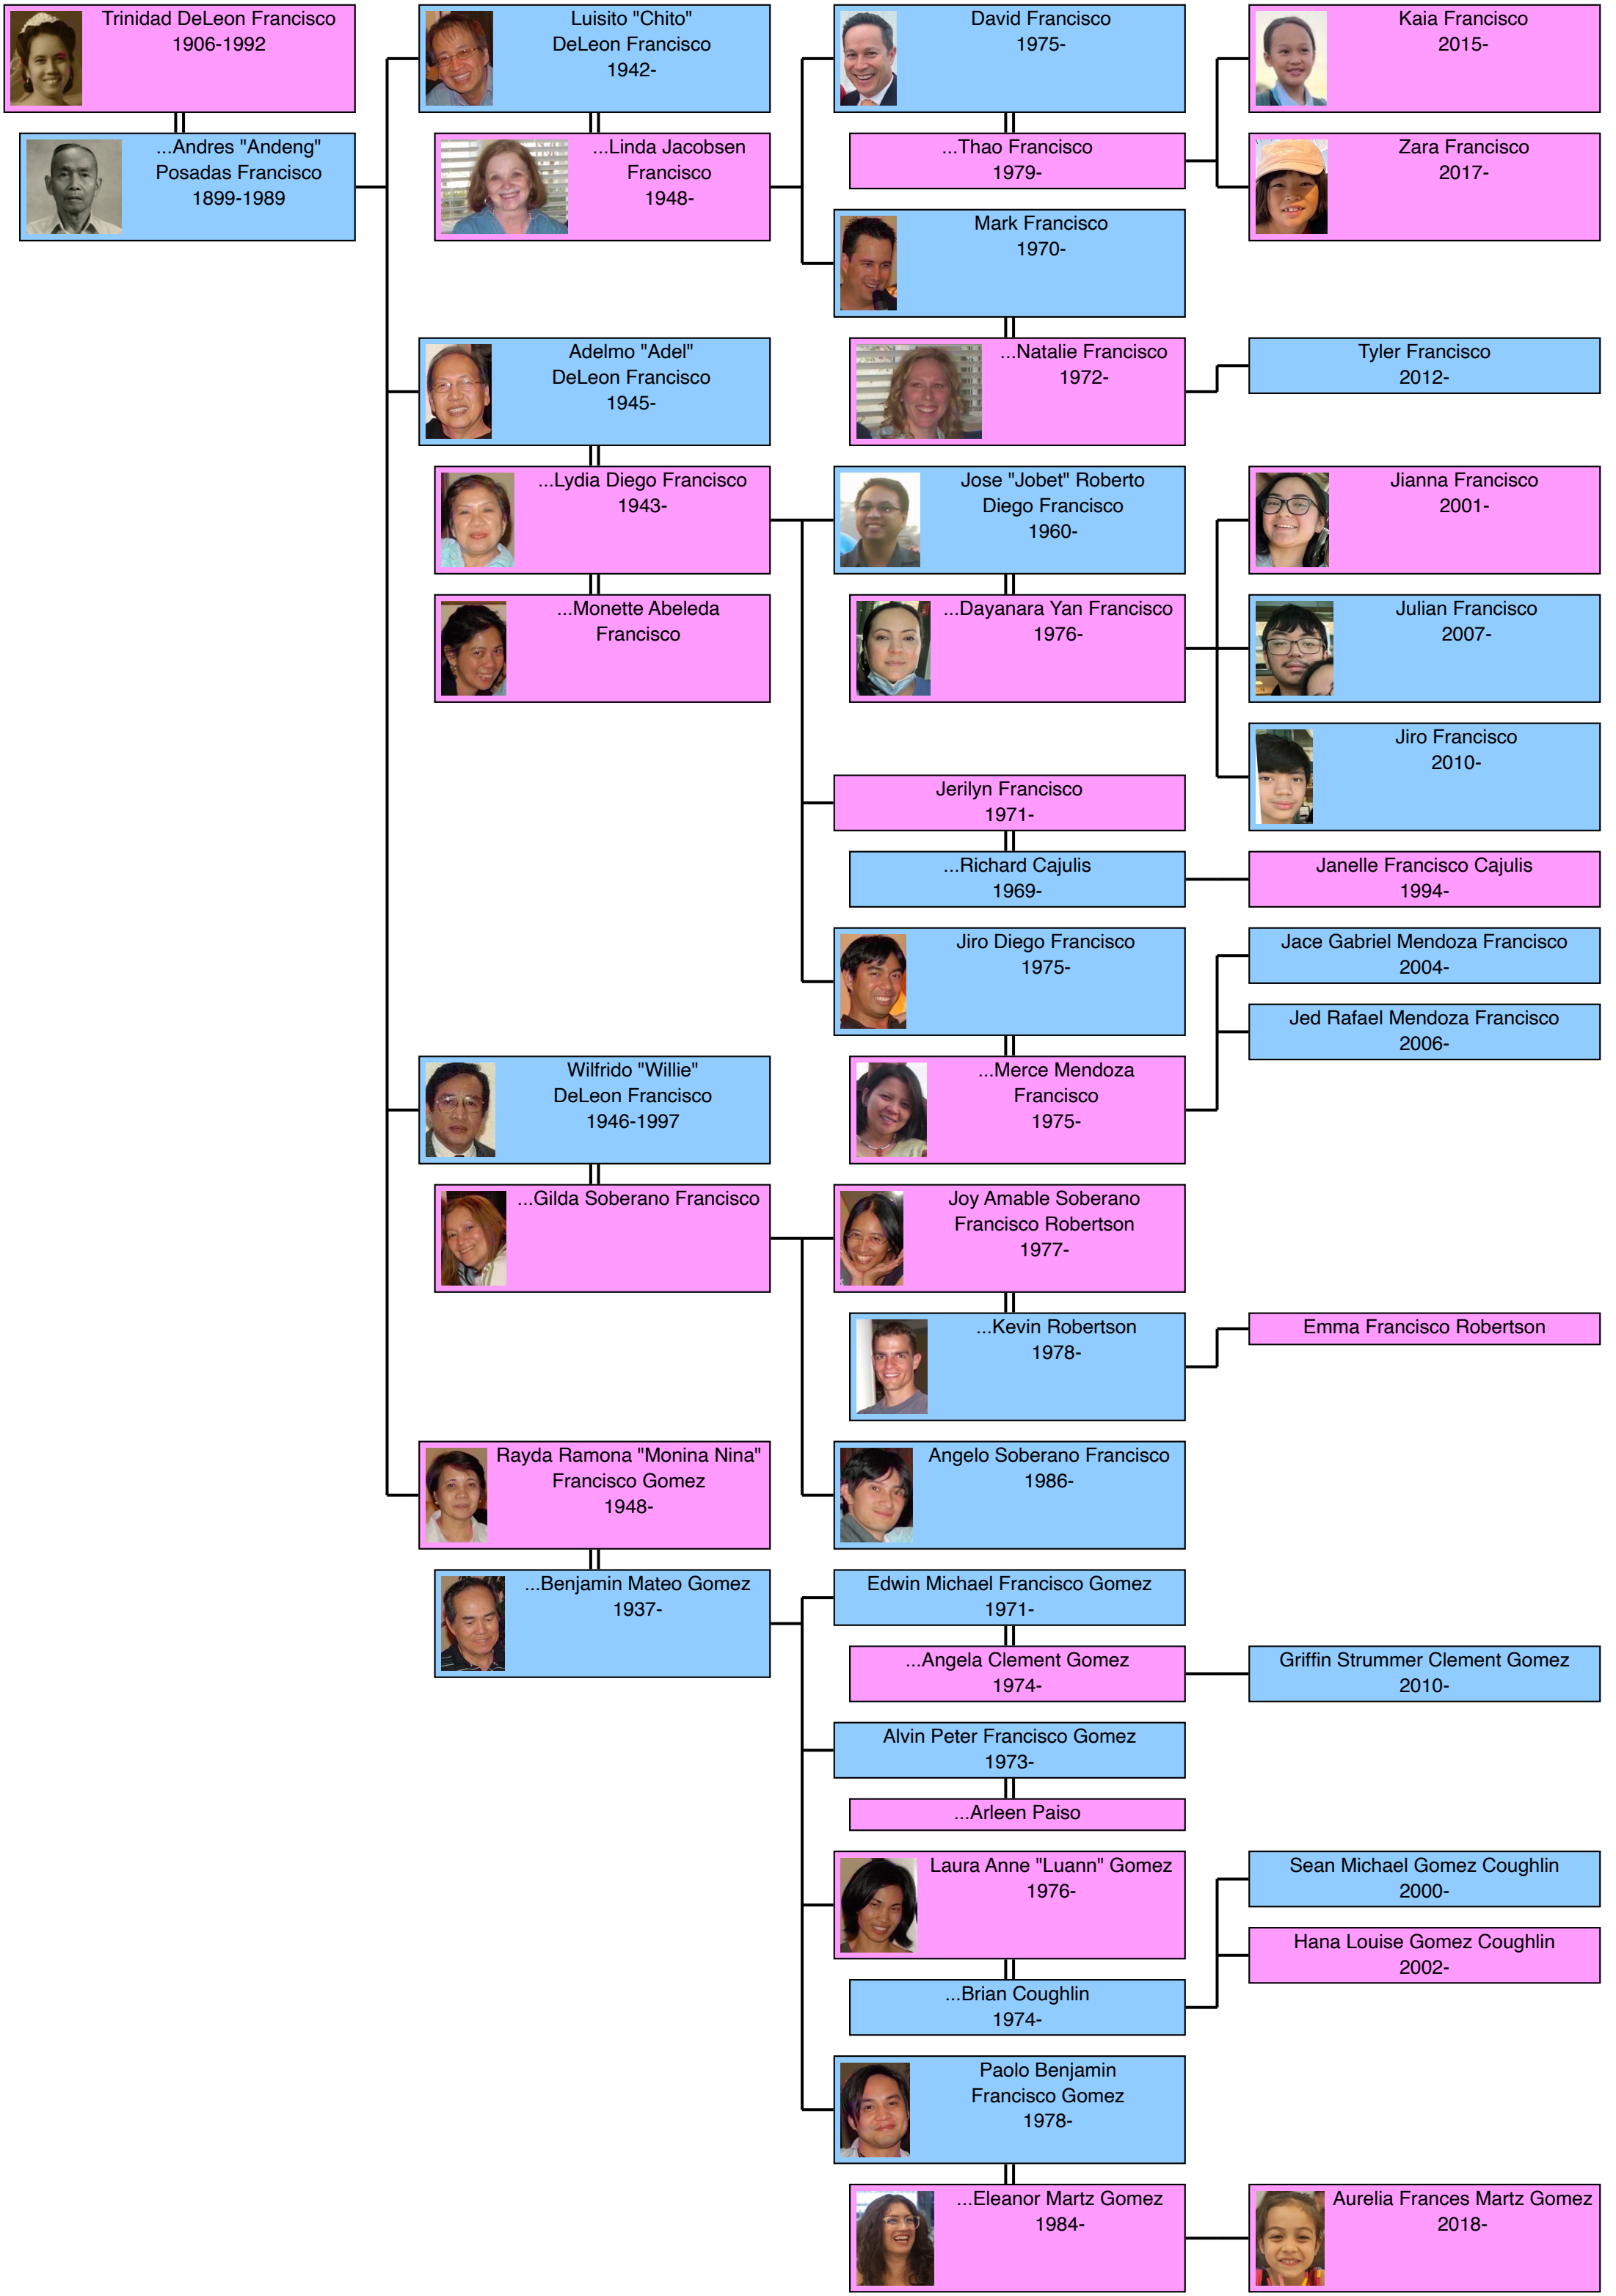 Trinidad DeLeon Francisco
1906-1992
...Andres "Andeng"
Posadas Francisco
1899-1989
Luisito "Chito"
DeLeon Francisco
1942-
...Linda Jacobsen
Francisco
1948-
David Francisco
1975-
...Thao Francisco
1979-
Kaia Francisco
2015-
Zara Francisco
2017-
Mark Francisco
1970-
...Natalie Francisco
1972-
Tyler Francisco
2012-
Adelmo "Adel"
DeLeon Francisco
1945-
...Lydia Diego Francisco
1943-
...Monette Abeleda
Francisco
Jose "Jobet" Roberto
Diego Francisco
1960-
...Dayanara Yan Francisco
1976-
Jianna Francisco
2001-
Julian Francisco
2007-
Jiro Francisco
2010-
Jerilyn Francisco
1971-
...Richard Cajulis
1969-
Janelle Francisco Cajulis
1994-
Jiro Diego Francisco
1975-
...Merce Mendoza
Francisco
1975-
Jace Gabriel Mendoza Francisco
2004-
Jed Rafael Mendoza Francisco
2006-
Wilfrido "Willie"
DeLeon Francisco
1946-1997
...Gilda Soberano Francisco
Joy Amable Soberano
Francisco Robertson
1977-
...Kevin Robertson
1978-
Emma Francisco Robertson
Angelo Soberano Francisco
1986-
Rayda Ramona "Monina Nina"
Francisco Gomez
1948-
...Benjamin Mateo Gomez
1937-
Edwin Michael Francisco Gomez
1971-
...Angela Clement Gomez
1974-
Griffin Strummer Clement Gomez
2010-
Alvin Peter Francisco Gomez
1973-
...Arleen Paiso
Laura Anne "Luann" Gomez
1976-
...Brian Coughlin
1974-
Sean Michael Gomez Coughlin
2000-
Hana Louise Gomez Coughlin
2002-
Paolo Benjamin
Francisco Gomez
1978-
...Eleanor Martz Gomez
1984-
Aurelia Frances Martz Gomez
2018-